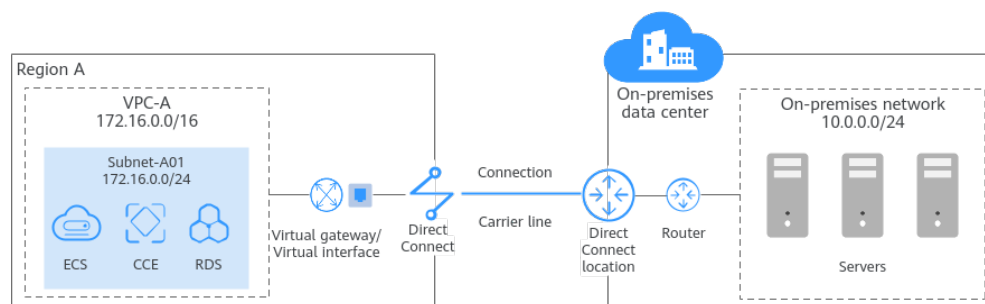 Region A
VPC-A
172.16.0.0/16
Subnet-A01
172.16.0.0/24
ECS
CCE
RDS
Virtual gateway/
Virtual interface
Direct
Connect
Connection
Carrier line
On-premises
data center
Direct
Connect
location
Router
On-premises network
10.0.0.0/24
Servers